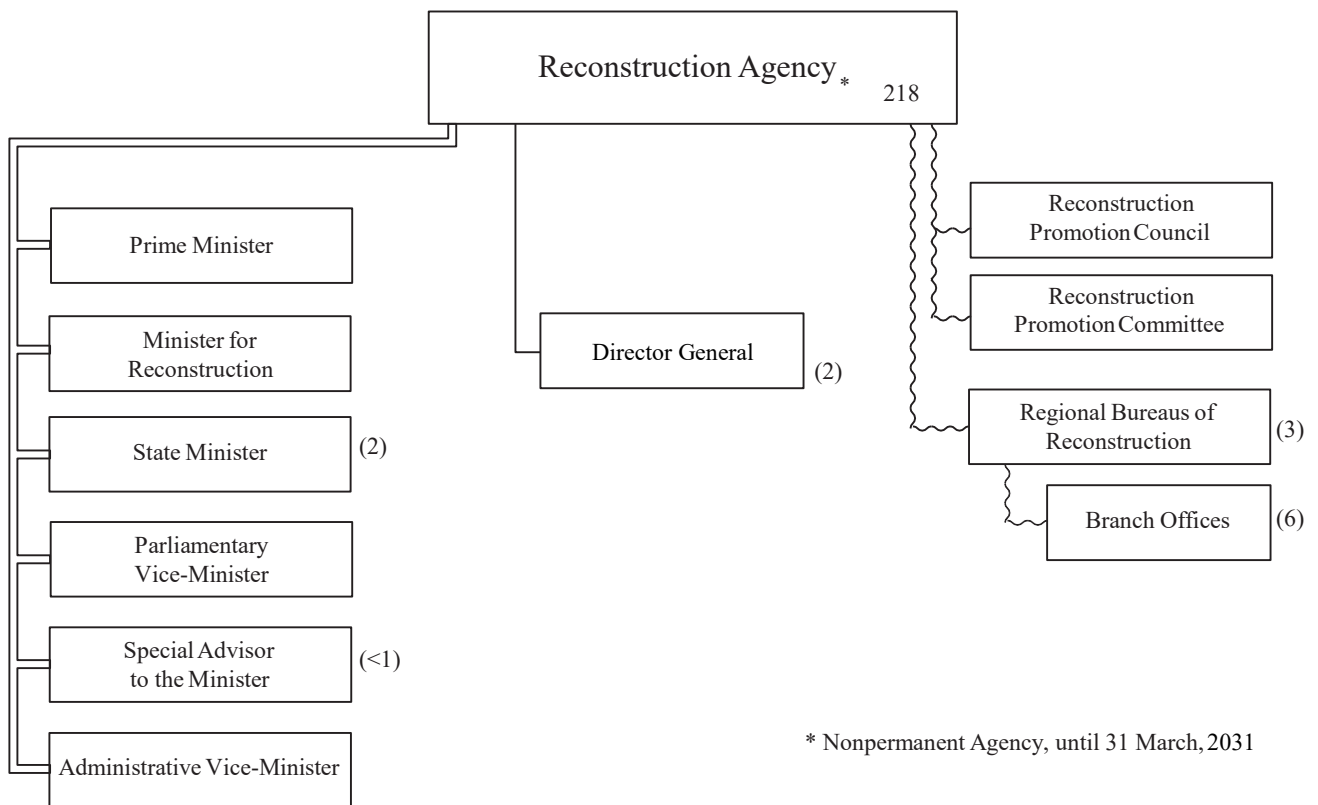 Reconstruction Agency *
218
Prime Minister
Minister for
Reconstruction
State Minister
(2)
Parliamentary
Vice-Minister
Special Advisor
to the Minister
(<1)
Administrative Vice-Minister
Director General
(2)
Reconstruction
Promotion Council
Reconstruction
Promotion Committee
Regional Bureaus of
Reconstruction
(3)
Branch Offices
(6)
* Nonpermanent Agency, until 31 March, 2031